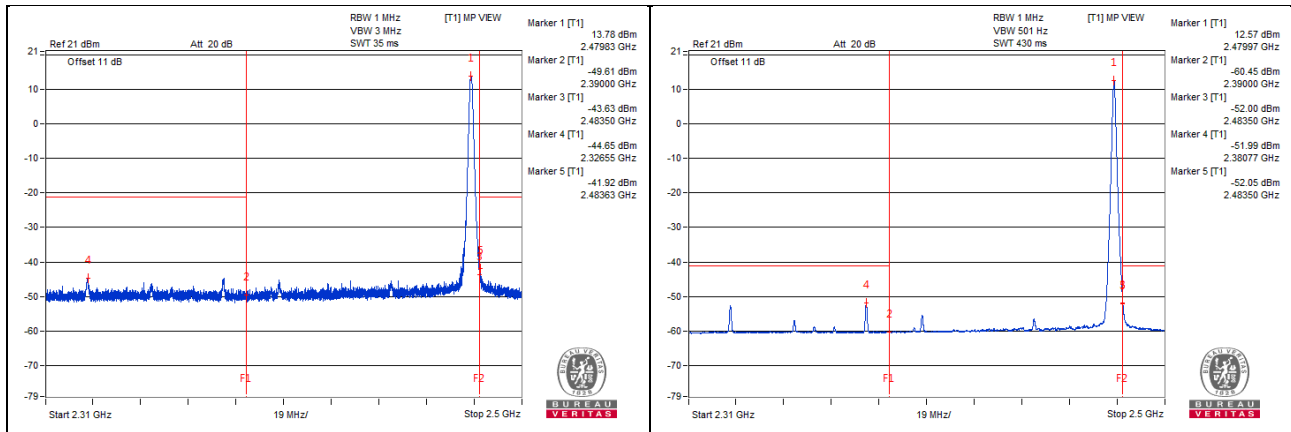 RBW 1 MHz
VBW 3 MHz
SWT 35 ms
[T1] MP VIEW
Ref 21 dBm
Att 20 dB
Offset 11 dB
21
10
0
-10
-20
-30
-40
-50
-60
-70
-79
1
2
4
5
F1
F2
Start 2.31 GHz
19 MHz/
Stop 2.5 GHz
Marker 1 [T1]
13.78 dBm
2.47983 GHz
Marker 2 [T1]
-49.61 dBm
2.39000 GHz
Marker 3 [T1]
-43.63 dBm
2.48350 GHz
Marker 4 [T1]
-44.65 dBm
2.32655 GHz
Marker 5 [T1]
-41.92 dBm
2.48363 GHz
BUREAU VERITAS
1828
BUREAU
VERITAS
RBW 1 MHz
VBW 501 Hz
SWT 430 ms
[T1] MP VIEW
Ref 21 dBm
Att 20 dB
Offset 11 dB
21
10
0
-10
-20
-30
-40
-50
-60
-70
-79
1
2
4
F1
F2
Start 2.31 GHz
19 MHz/
Stop 2.5 GHz
Marker 1 [T1]
12.57 dBm
2.47997 GHz
Marker 2 [T1]
-60.45 dBm
2.39000 GHz
Marker 3 [T1]
-52.00 dBm
2.48350 GHz
Marker 4 [T1]
-51.99 dBm
2.38077 GHz
Marker 5 [T1]
-52.05 dBm
2.48350 GHz
BUREAU VERITAS
1828
BUREAU
VERITAS